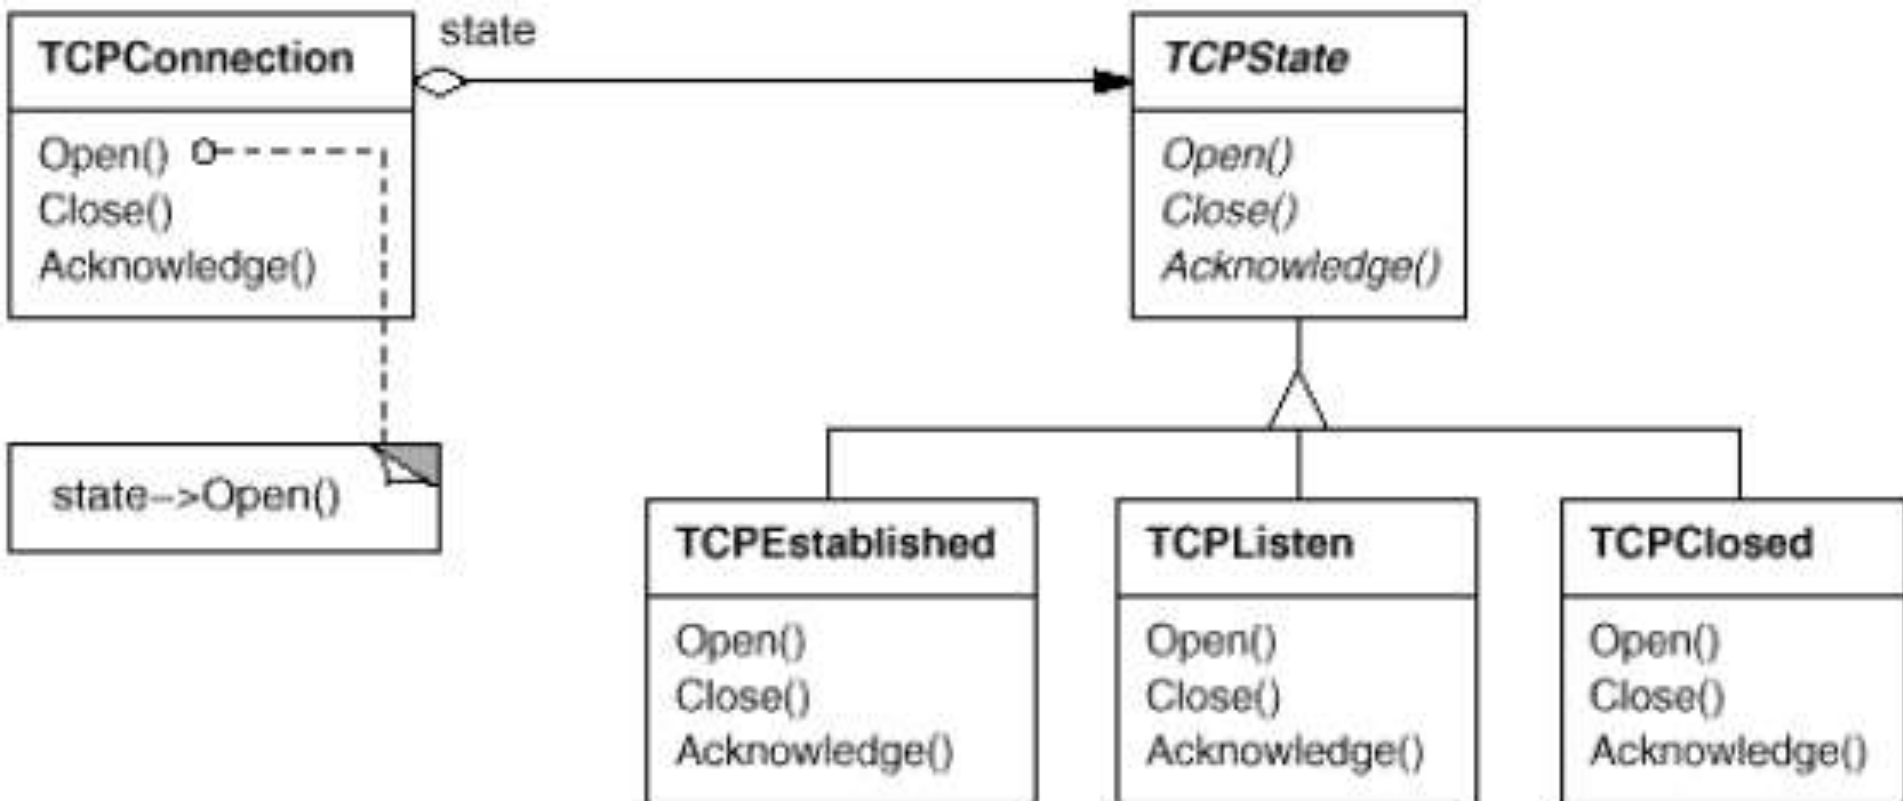 TCPConnection
Open()
Close()
Acknowledge()
state
TCPState
Open()
Close()
Acknowledge()
state–>Open()
TCPEstablished
Open()
Close()
Acknowledge()
TCPListen
Open()
Close()
Acknowledge()
TCPClosed
Open()
Close()
Acknowledge()